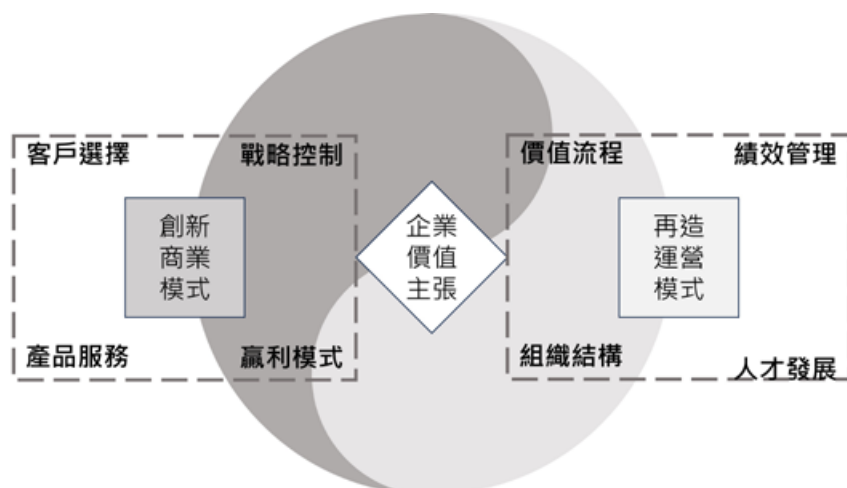 客戶選擇
戰略控制
價值流程
績效管理
創新
商業
模式
企業
價值
主張
再造
運營
模式
產品服務
贏利模式
組織結構
人才發展